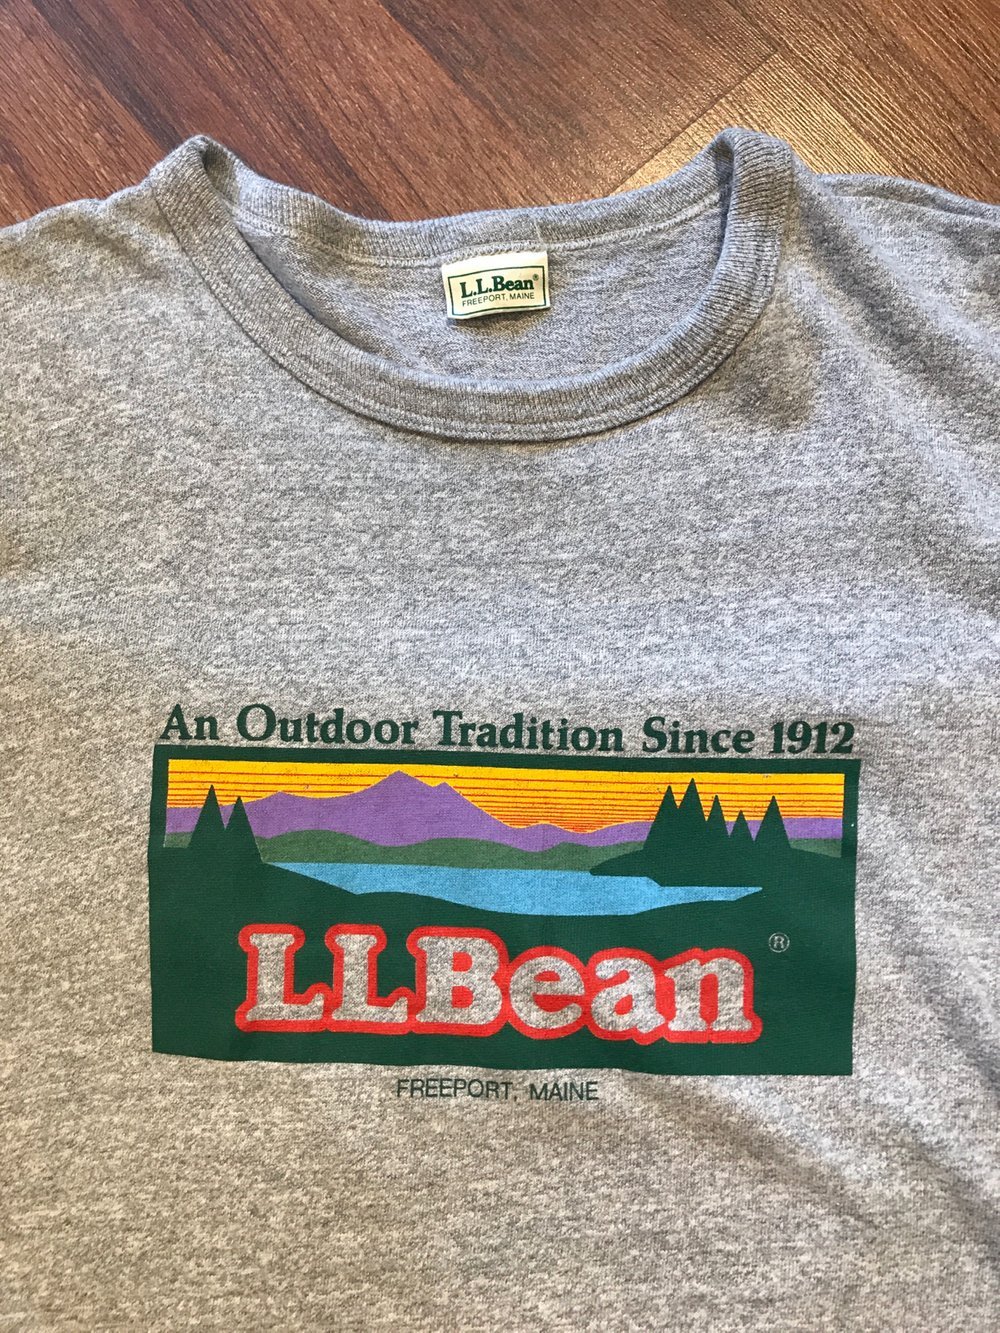 L.L.Bean®
FREEPORT, MAINE
An Outdoor Tradition Since 1912
LLBean ®
FREEPORT, MAINE